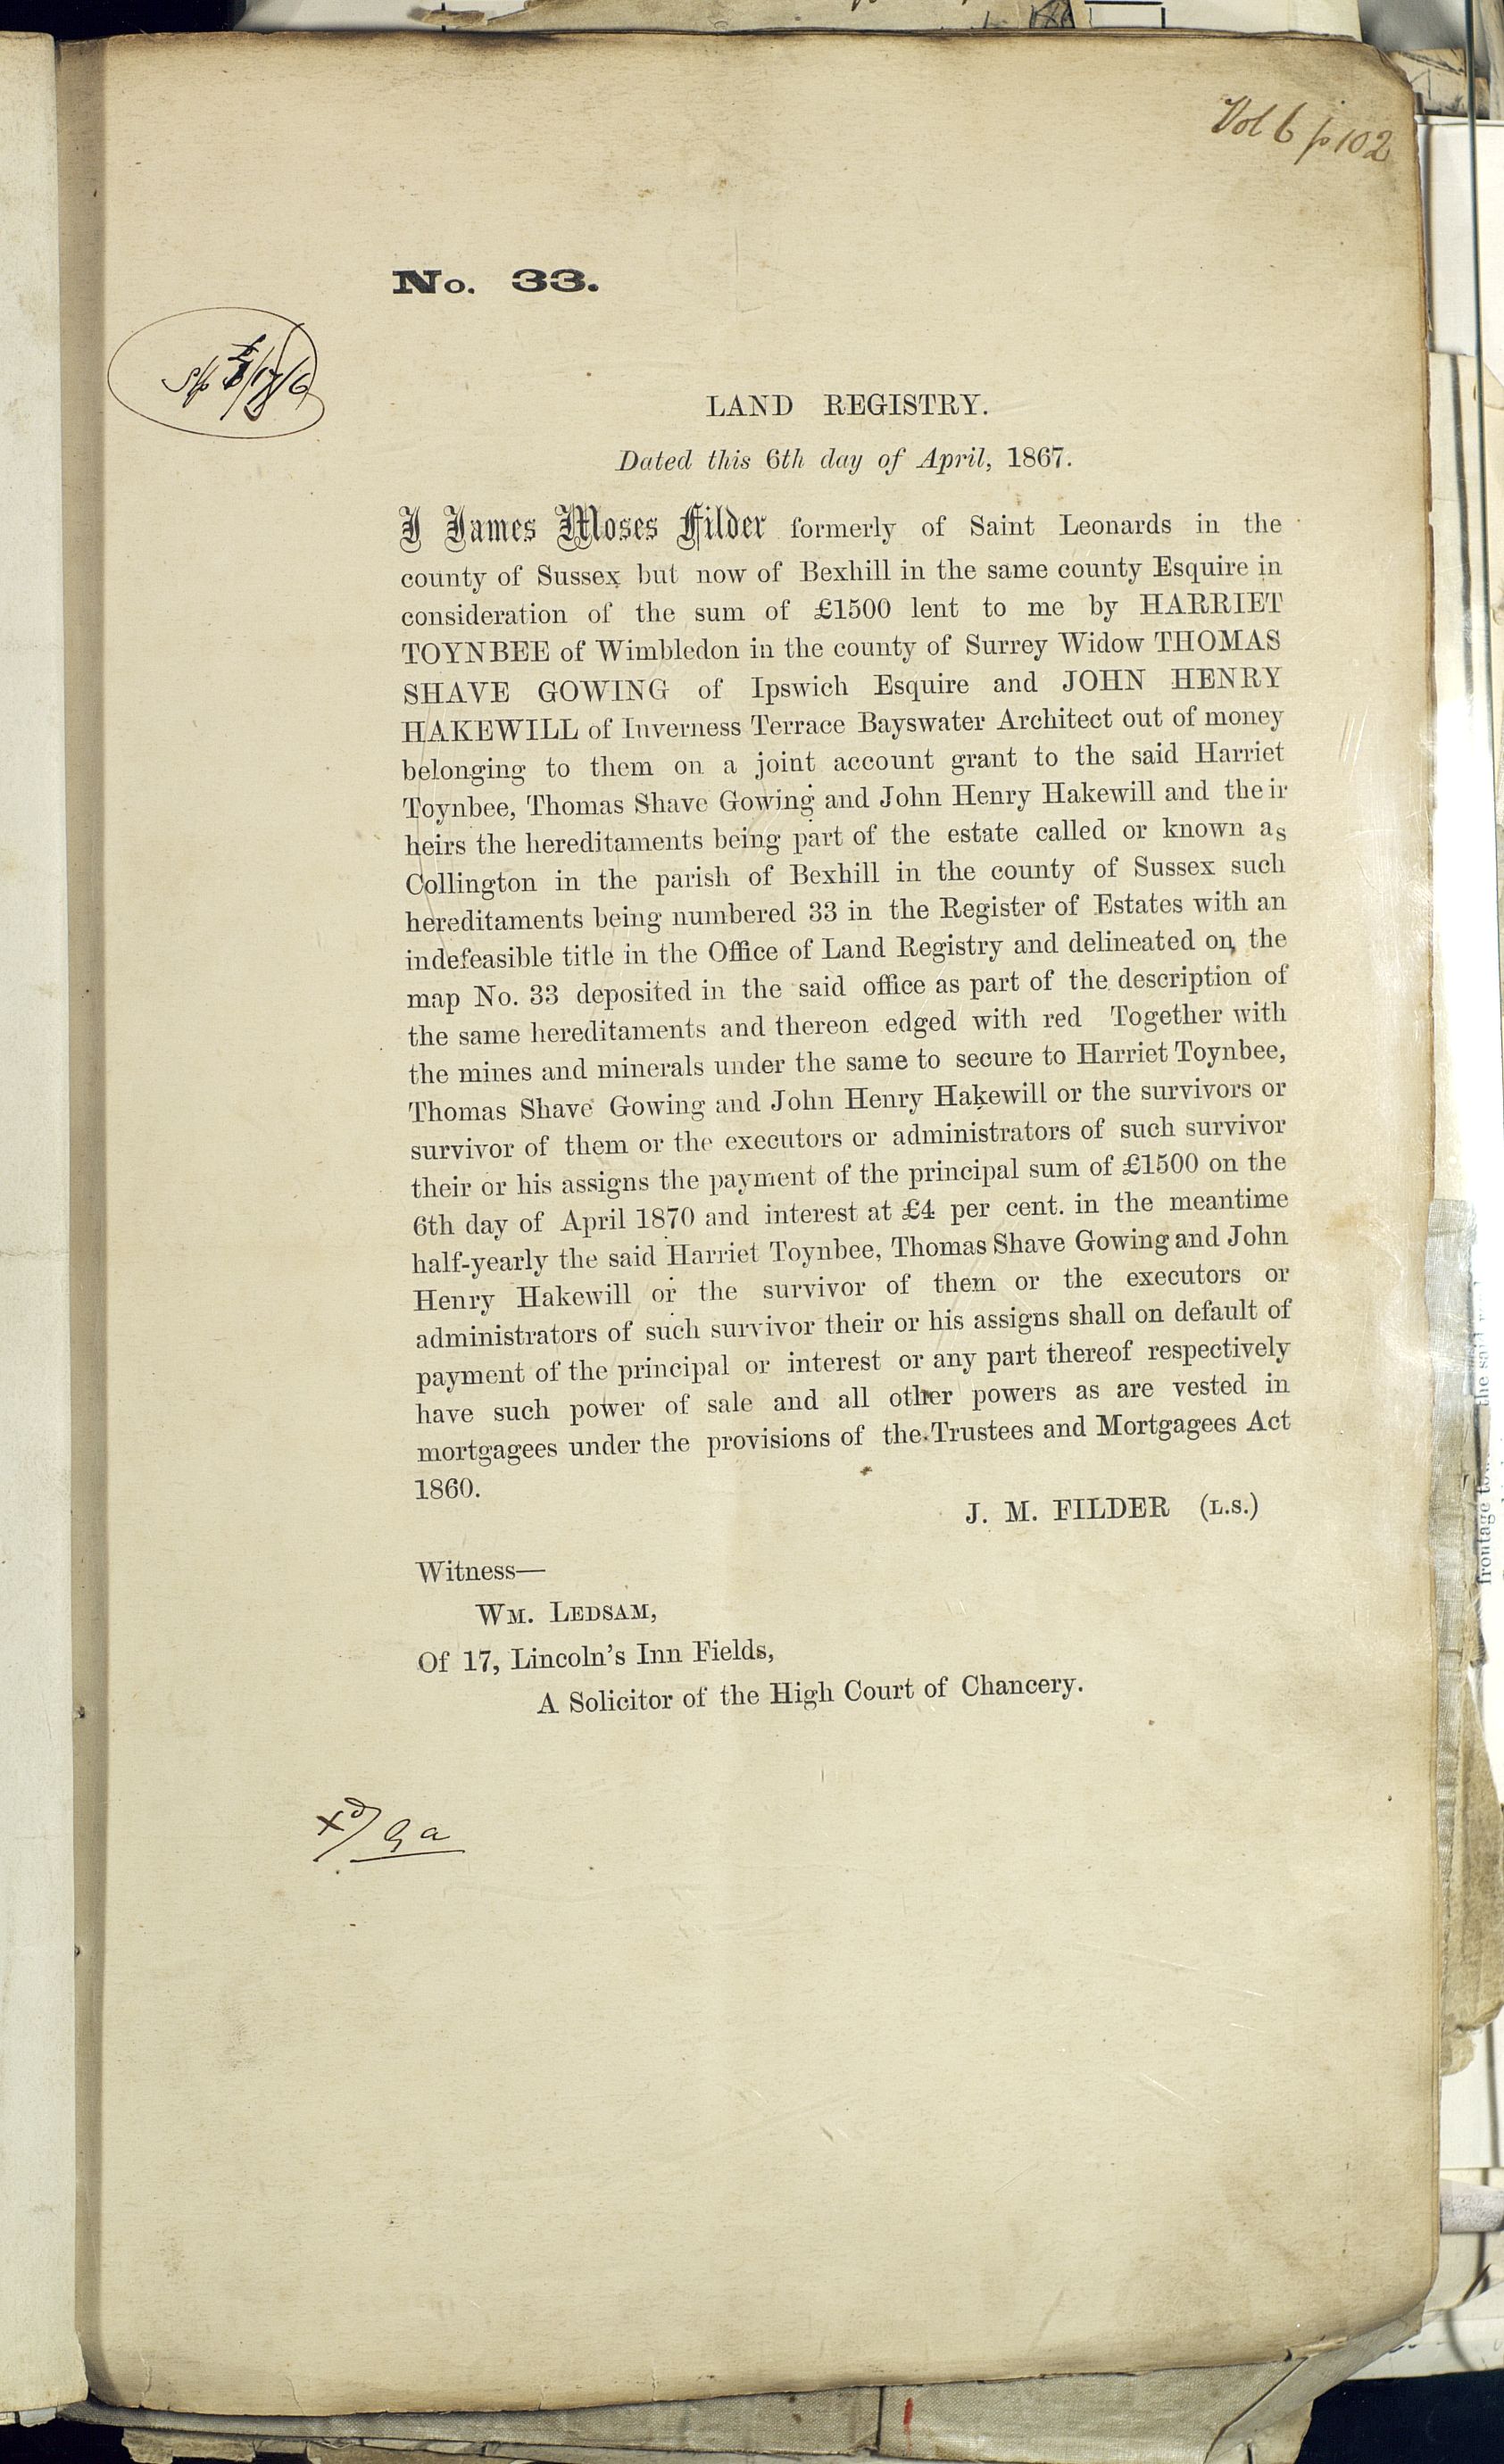 Vol 6 p 102
No. 33.
LAND REGISTRY.
Dated this 6th day of April, 1867.
I James Moses Filder formerly of Saint Leonards in the
county of Sussex but now of Bexhill in the same county Esquire in
consideration of the sum of £1500 lent to me by HARRIET
TOYNBEE of Wimbledon in the county of Surrey Widow THOMAS
SHAVE GOWING of Ipswich Esquire and JOHN HENRY
HAKEWILL of Inverness Terrace Bayswater Architect out of money
belonging to them on a joint account grant to the said Harriet
Toynbee, Thomas Shave Gowing and John Henry Hakewill and their
heirs the hereditaments being part of the estate called or known as
Collington in the parish of Bexhill in the county of Sussex such
hereditaments being numbered 33 in the Register of Estates with an
indefeasible title in the Office of Land Registry and delineated on the
map No. 33 deposited in the said office as part of the description of
the same hereditaments and thereon edged with red Together with
the mines and minerals under the same to secure to Harriet Toynbee,
Thomas Shave Gowing and John Henry Hakewill or the survivors or
survivor of them or the executors or administrators of such survivor
their or his assigns the payment of the principal sum of £1500 on the
6th day of April 1870 and interest at £4 per cent. in the meantime
half-yearly the said Harriet Toynbee, Thomas Shave Gowing and John
Henry Hakewill or the survivor of them or the executors or
administrators of such survivor their or his assigns shall on default of
payment of the principal or interest or any part thereof respectively
have such power of sale and all other powers as are vested in
mortgagees under the provisions of the Trustees and Mortgagees Act
1860.
J. M. FILDER (L.S.)
Witness—
WM. LEDSAM,
Of 17, Lincoln's Inn Fields,
A Solicitor of the High Court of Chancery.